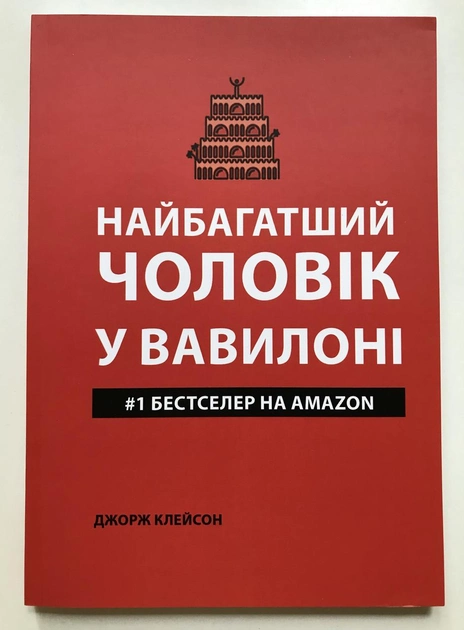 НАЙБАГАТШИЙ
ЧОЛОВІК
У ВАВИЛОНІ
#1 БЕСТСЕЛЕР НА AMAZON
ДЖОРЖ КЛЕЙСОН